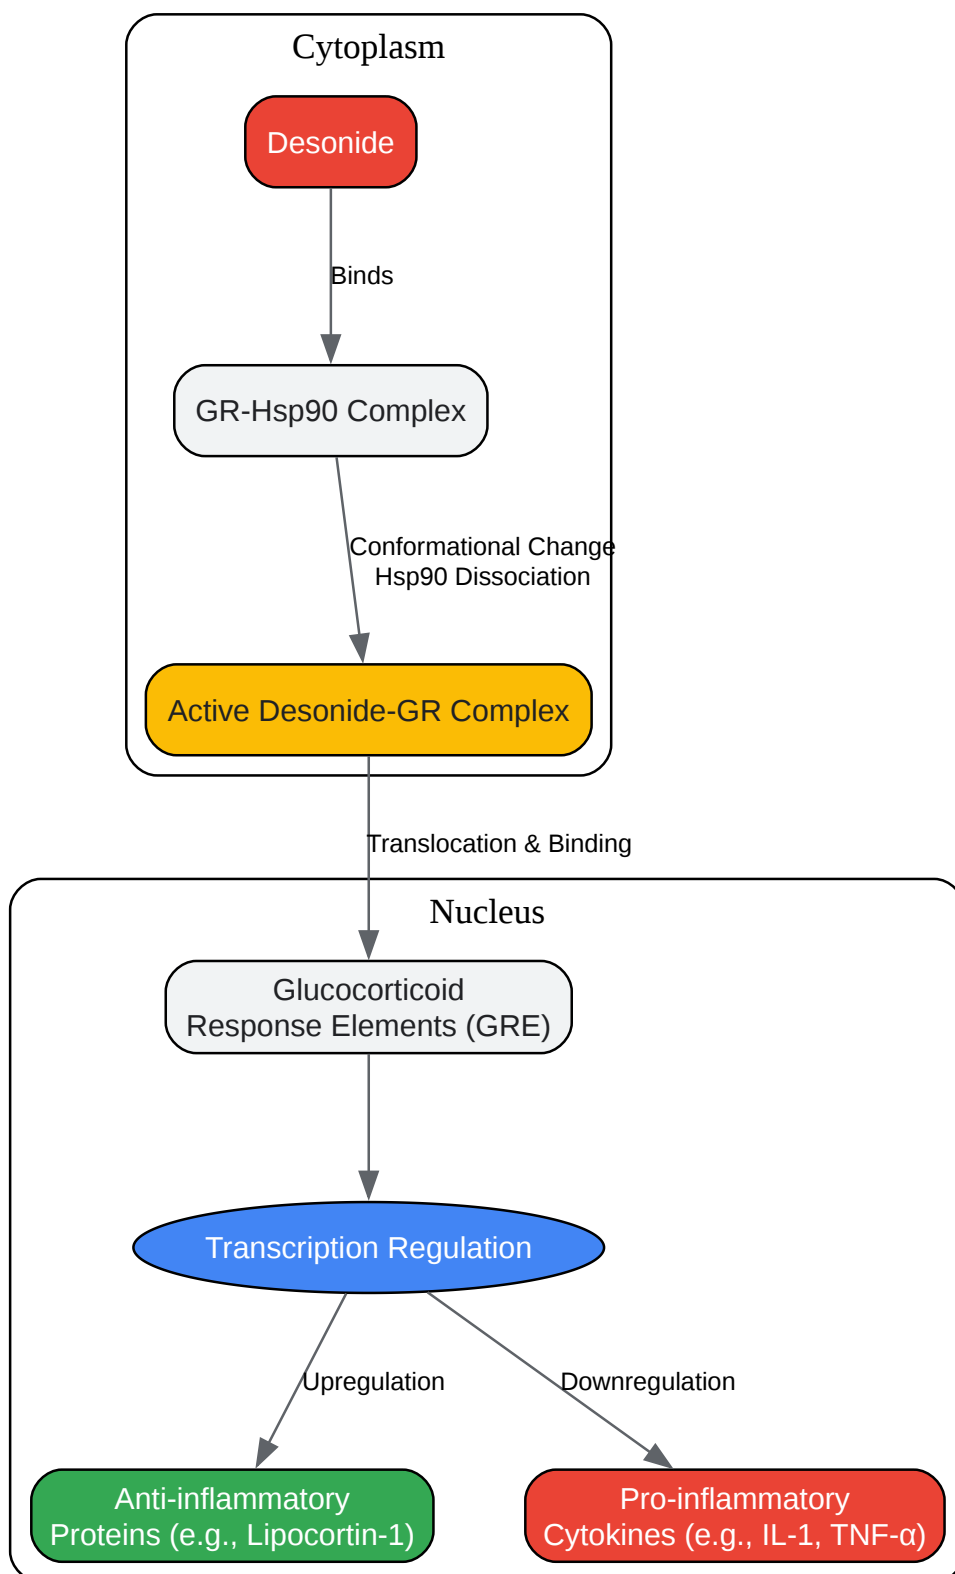 Cytoplasm
Desonide
Binds
GR-Hsp90 Complex
Conformational Change
Hsp90 Dissociation
Active Desonide-GR Complex
Translocation & Binding
Nucleus
Glucocorticoid
Response Elements (GRE)
Transcription Regulation
Upregulation
Downregulation
Anti-inflammatory
Proteins (e.g., Lipocortin-1)
Pro-inflammatory
Cytokines (e.g., IL-1, TNF-α)